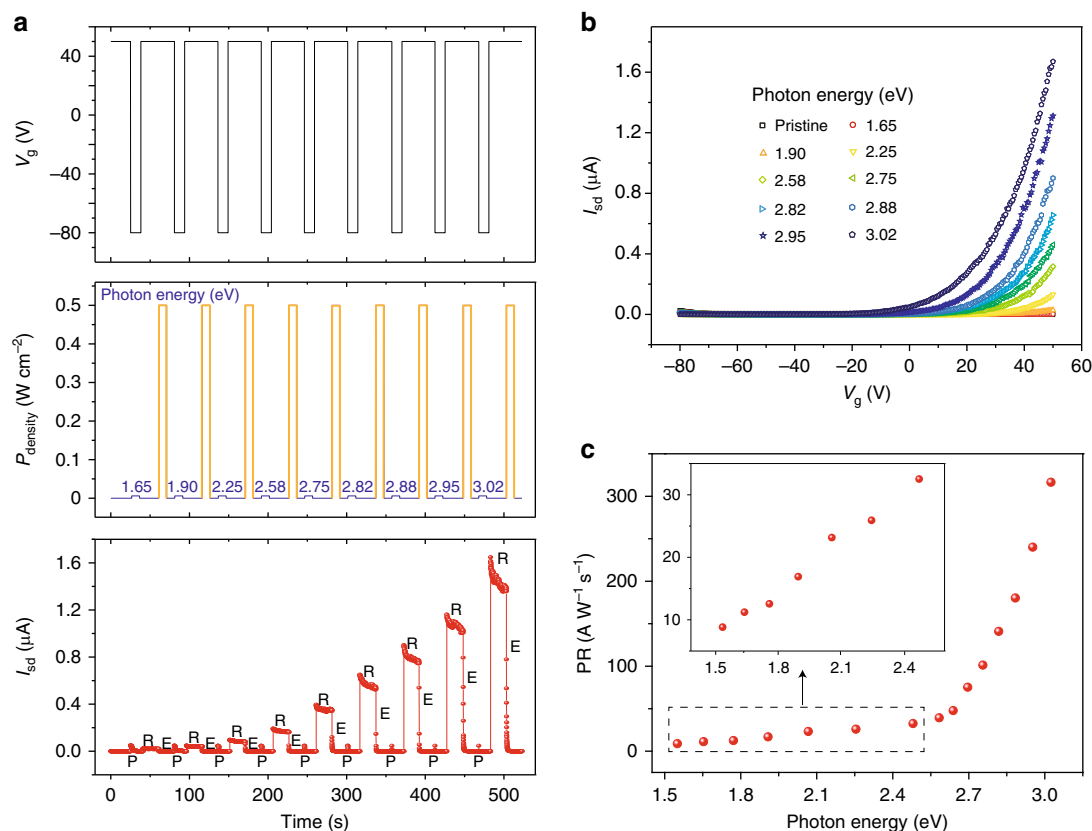 a
40
0
−40
−80
V_g (V)
Photon energy (eV)
0.5
0.4
0.3
0.2
0.1
0
P_density (W cm⁻²)
1.65 1.90 2.25 2.58 2.75 2.82 2.88 2.95 3.02
1.6
1.2
0.8
0.4
0.0
I_sd (μA)
R R R R R R R R R
E E E E E E E E E
P P P P P P P P P
0 100 200 300 400 500
Time (s)
b
1.6
1.2
0.8
0.4
0.0
I_sd (μA)
Photon energy (eV)
Pristine 1.65
1.90 2.25
2.58 2.75
2.82 2.88
2.95 3.02
−80 −60 −40 −20 0 20 40 60
V_g (V)
c
300
200
100
0
PR (A W⁻¹ s⁻¹)
30
20
10
1.5 1.8 2.1 2.4
1.5 1.8 2.1 2.4 2.7 3.0
Photon energy (eV)